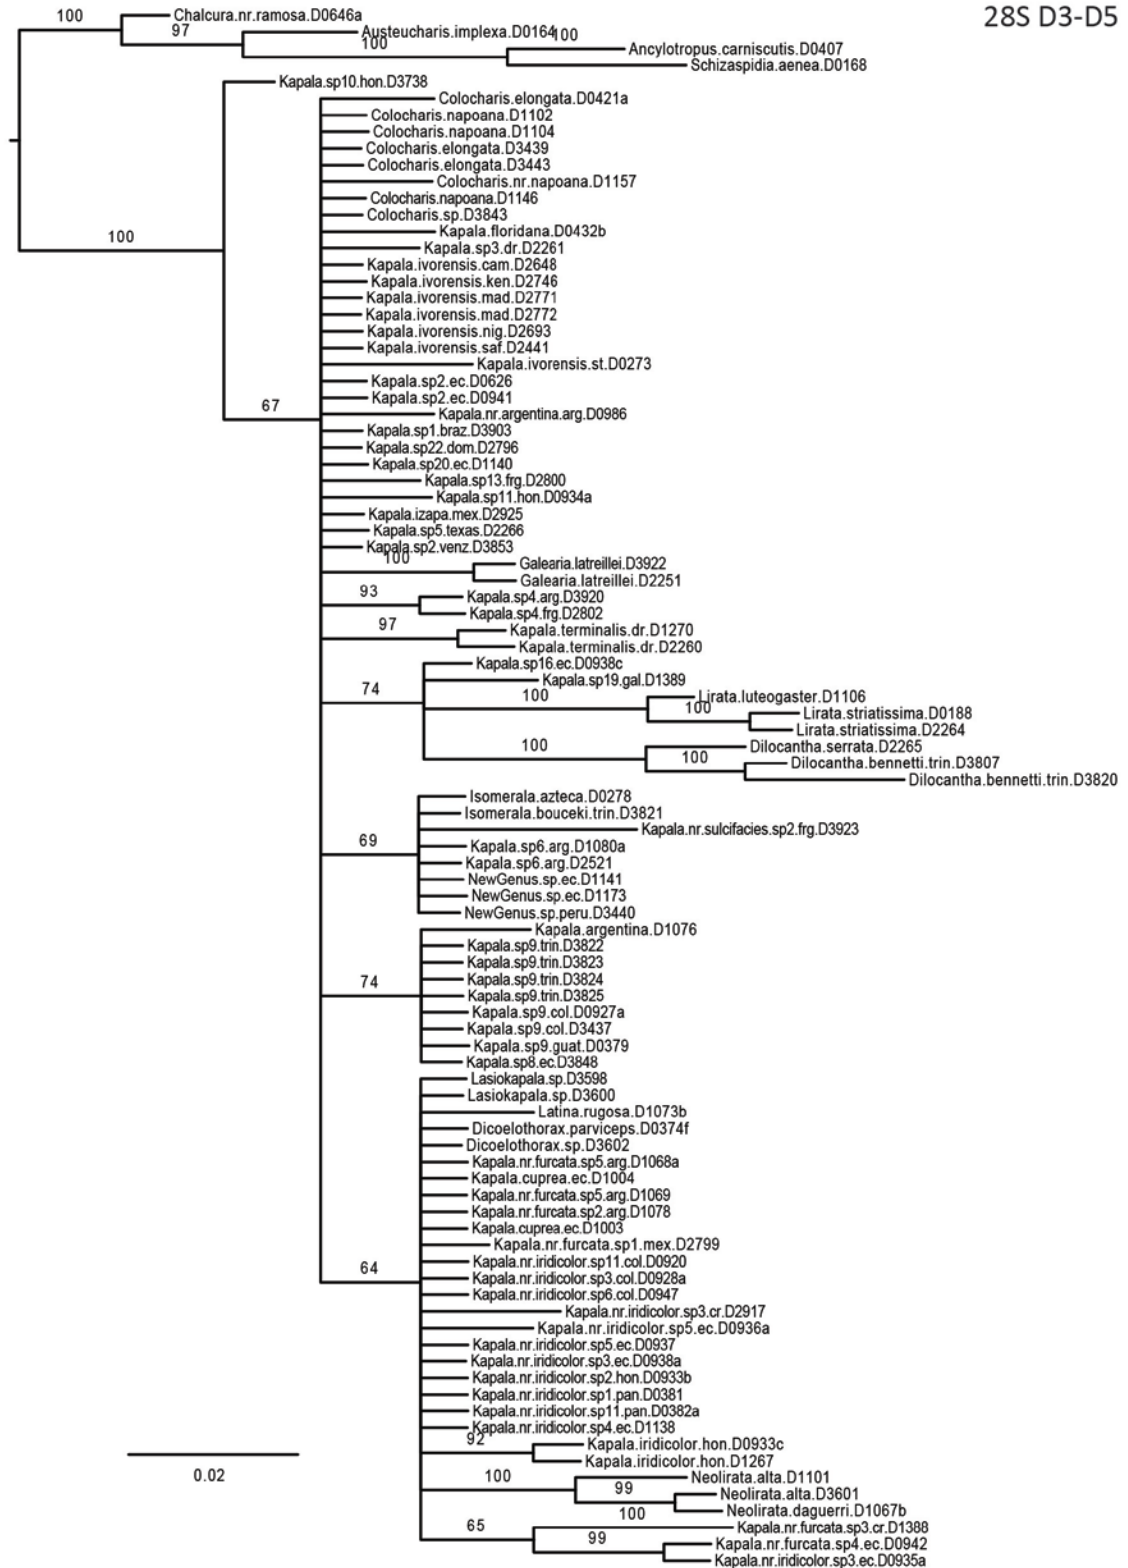 28S D3-D5
100
Chalcura.nr.ramosa.D0646a
97
Austeucharis.implexa.D0164
100
100
Ancylotropus.carniscutis.D0407
Schizaspidia.aenea.D0168
Kapala.sp10.hon.D3738
Colocharis.elongata.D0421a
Colocharis.napoana.D1102
Colocharis.napoana.D1104
Colocharis.elongata.D3439
Colocharis.elongata.D3443
Colocharis.nr.napoana.D1157
Colocharis.napoana.D1146
Colocharis.sp.D3843
Kapala.floridana.D0432b
100
Kapala.sp3.dr.D2261
Kapala.ivorensis.cam.D2648
Kapala.ivorensis.ken.D2746
Kapala.ivorensis.mad.D2771
Kapala.ivorensis.mad.D2772
Kapala.ivorensis.nig.D2693
Kapala.ivorensis.saf.D2441
Kapala.ivorensis.st.D0273
Kapala.sp2.ec.D0626
Kapala.sp2.ec.D0941
67
Kapala.nr.argentina.arg.D0986
Kapala.sp1.braz.D3903
Kapala.sp22.dom.D2796
Kapala.sp20.ec.D1140
Kapala.sp13.frg.D2800
Kapala.sp11.hon.D0934a
Kapala.izapa.mex.D2925
Kapala.sp5.texas.D2266
Kapala.sp2.venz.D3853
100
Galearia.latreillei.D3922
Galearia.latreillei.D2251
93
Kapala.sp4.arg.D3920
Kapala.sp4.frg.D2802
97
Kapala.terminalis.dr.D1270
Kapala.terminalis.dr.D2260
Kapala.sp16.ec.D0938c
74
Kapala.sp19.gal.D1389
100
Lirata.luteogaster.D1106
100
Lirata.striatissima.D0188
Lirata.striatissima.D2264
100
Dilocantha.serrata.D2265
100
Dilocantha.bennetti.trin.D3807
Dilocantha.bennetti.trin.D3820
Isomerala.azteca.D0278
Isomerala.bouceki.trin.D3821
Kapala.nr.sulcifacies.sp2.frg.D3923
69
Kapala.sp6.arg.D1080a
Kapala.sp6.arg.D2521
NewGenus.sp.ec.D1141
NewGenus.sp.ec.D1173
NewGenus.sp.peru.D3440
Kapala.argentina.D1076
Kapala.sp9.trin.D3822
Kapala.sp9.trin.D3823
Kapala.sp9.trin.D3824
74
Kapala.sp9.trin.D3825
Kapala.sp9.col.D0927a
Kapala.sp9.col.D3437
Kapala.sp9.guat.D0379
Kapala.sp8.ec.D3848
Lasiokapala.sp.D3598
Lasiokapala.sp.D3600
Latina.rugosa.D1073b
Dicoelothorax.parviceps.D0374f
Dicoelothorax.sp.D3602
Kapala.nr.furcata.sp5.arg.D1068a
Kapala.cuprea.ec.D1004
Kapala.nr.furcata.sp5.arg.D1069
Kapala.nr.furcata.sp2.arg.D1078
Kapala.cuprea.ec.D1003
Kapala.nr.furcata.sp1.mex.D2799
Kapala.nr.iridicolor.sp11.col.D0920
64
Kapala.nr.iridicolor.sp3.col.D0928a
Kapala.nr.iridicolor.sp6.col.D0947
Kapala.nr.iridicolor.sp3.cr.D2917
Kapala.nr.iridicolor.sp5.ec.D0936a
Kapala.nr.iridicolor.sp5.ec.D0937
Kapala.nr.iridicolor.sp3.ec.D0938a
Kapala.nr.iridicolor.sp2.hon.D0933b
Kapala.nr.iridicolor.sp1.pan.D0381
Kapala.nr.iridicolor.sp11.pan.D0382a
Kapala.nr.iridicolor.sp4.ec.D1138
92
Kapala.iridicolor.hon.D0933c
Kapala.iridicolor.hon.D1267
0.02
100
Neolirata.alta.D1101
99
Neolirata.alta.D3601
Neolirata.daguerri.D1067b
65
100
Kapala.nr.furcata.sp3.cr.D1388
99
Kapala.nr.furcata.sp4.ec.D0942
Kapala.nr.iridicolor.sp3.ec.D0935a